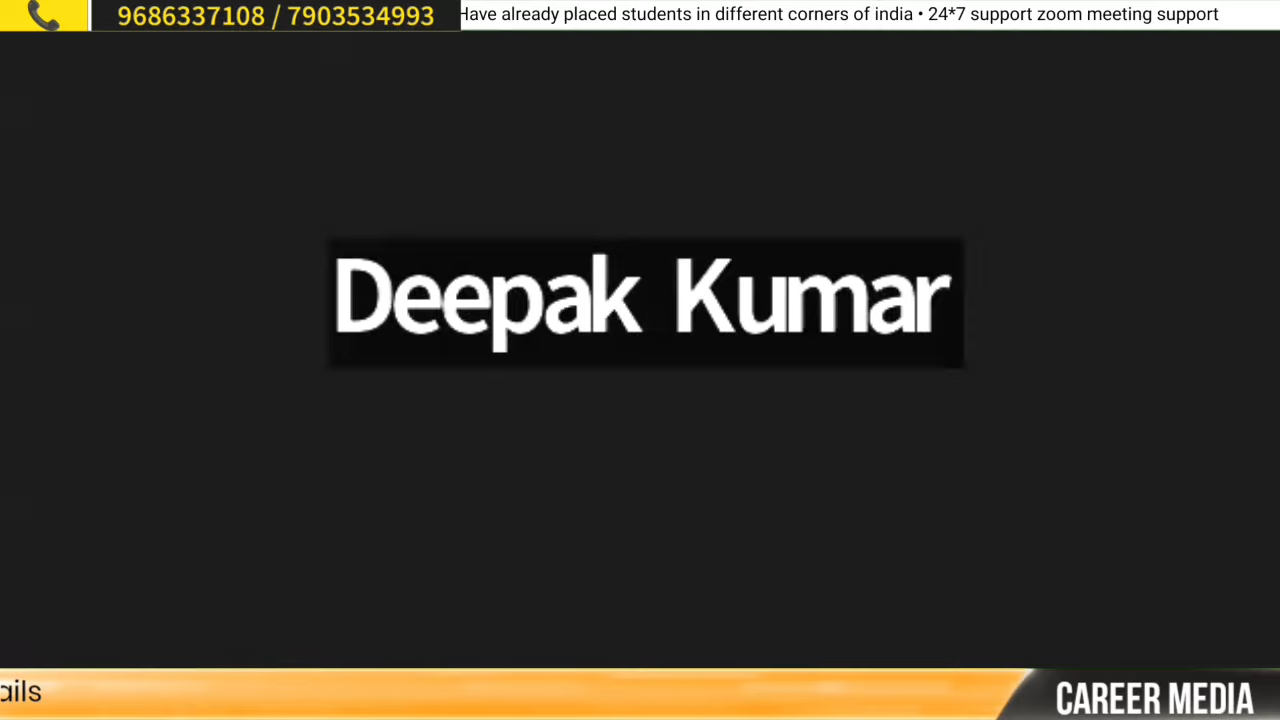 9686337108 / 7903534993
Have already placed students in different corners of india • 24*7 support zoom meeting support
Deepak Kumar
ails
CAREER MEDIA